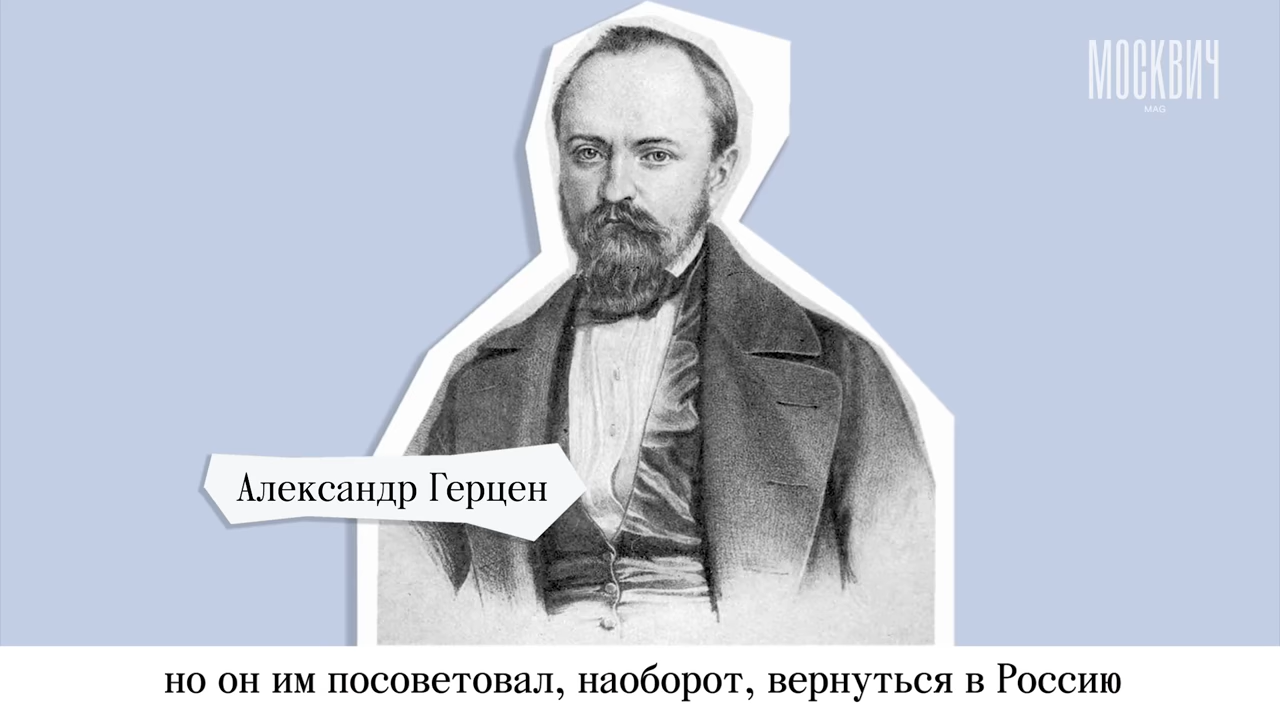 МОСКВИЧ
MAG
Александр Герцен
но он им посоветовал, наоборот, вернуться в Россию